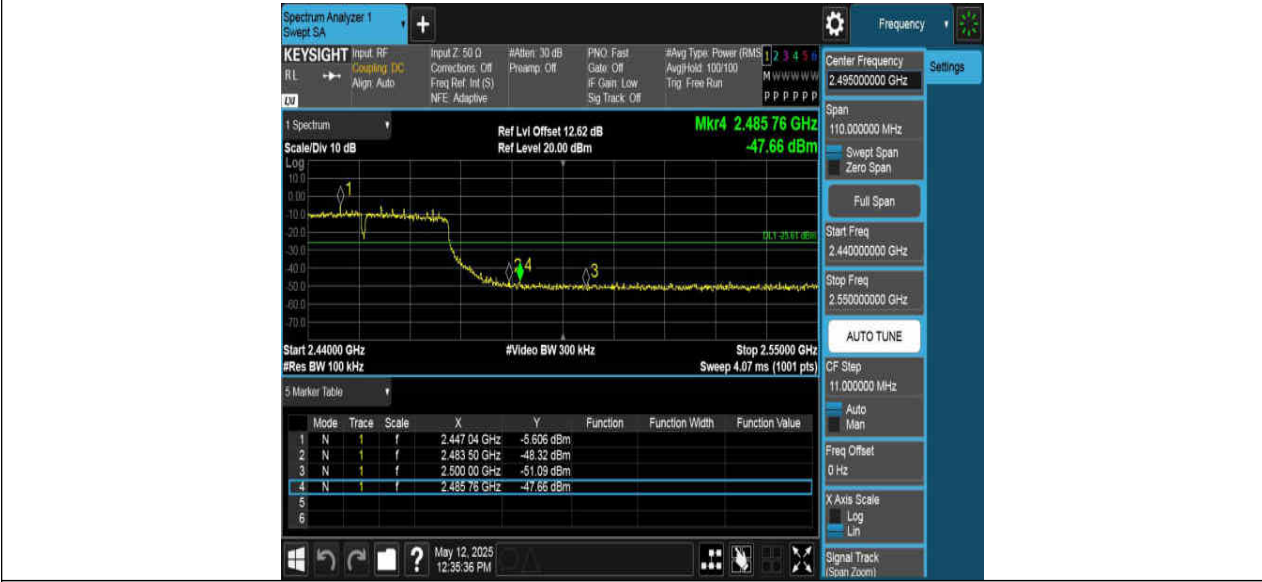 Spectrum Analyzer 1
Swept SA
+
Frequency
KEYSIGHT
RL
LXI
Input: RF
Coupling: DC
Align: Auto
Input Z: 50 Ω
Corrections: Off
Freq Ref: Int (S)
NFE: Adaptive
#Atten: 30 dB
Preamp: Off
PNO: Fast
Gate: Off
IF Gain: Low
Sig Track: Off
#Avg Type: Power (RMS
Avg|Hold: 100/100
Trig: Free Run
1 2 3 4 5 6
M W W W W W
P P P P P P
Center Frequency
2.495000000 GHz
Settings
Span
110.000000 MHz
Swept Span
Zero Span
Full Span
Start Freq
2.440000000 GHz
Stop Freq
2.550000000 GHz
AUTO TUNE
CF Step
11.000000 MHz
Auto
Man
Freq Offset
0 Hz
X Axis Scale
Log
Lin
Signal Track
(Span Zoom)
1 Spectrum
Scale/Div 10 dB
Ref Lvl Offset 12.62 dB
Ref Level 20.00 dBm
Mkr4 2.485 76 GHz
-47.66 dBm
Log
10.0
0.00
-10.0
-20.0
-30.0
-40.0
-50.0
-60.0
-70.0
1
2 4
3
DL1 -25.61 dBm
Start 2.44000 GHz
#Res BW 100 kHz
#Video BW 300 kHz
Stop 2.55000 GHz
Sweep 4.07 ms (1001 pts)
5 Marker Table
Mode Trace Scale X Y Function Function Width Function Value
1 N 1 f 2.447 04 GHz -5.606 dBm
2 N 1 f 2.483 50 GHz -48.32 dBm
3 N 1 f 2.500 00 GHz -51.09 dBm
4 N 1 f 2.485 76 GHz -47.66 dBm
5
6
?
May 12, 2025
12:35:36 PM